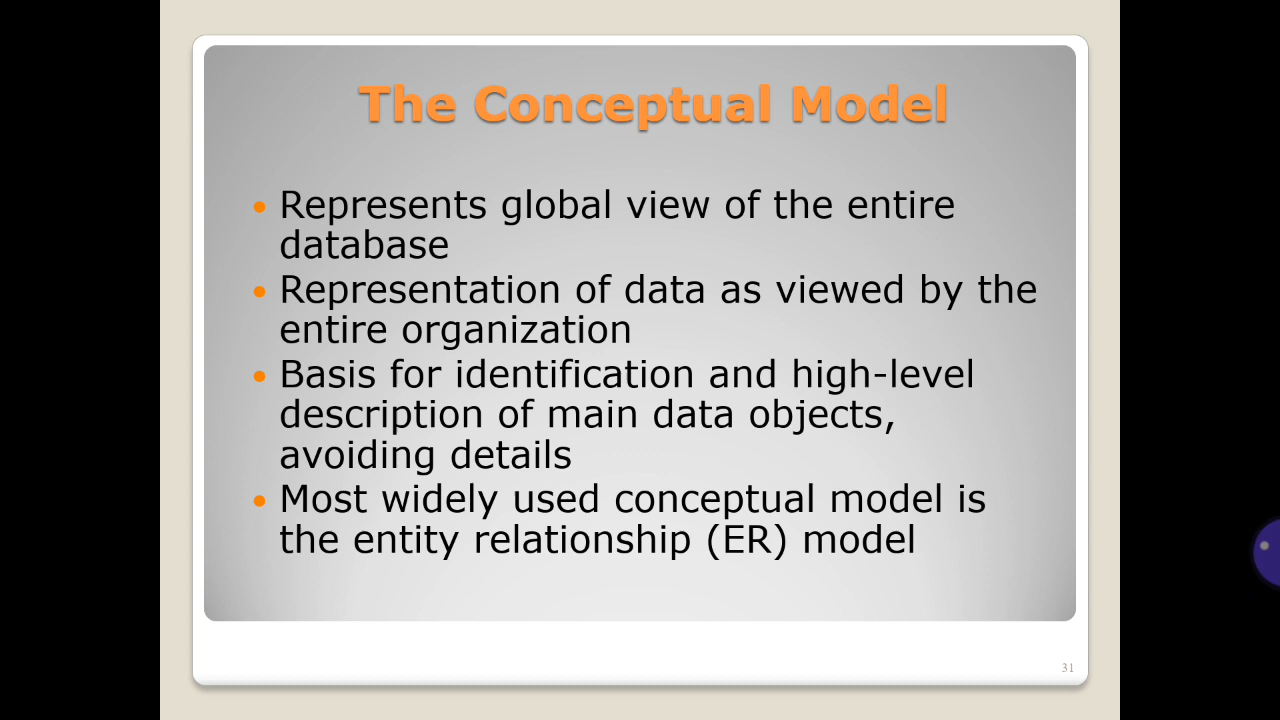 The Conceptual Model
• Represents global view of the entire
database
• Representation of data as viewed by the
entire organization
• Basis for identification and high-level
description of main data objects,
avoiding details
• Most widely used conceptual model is
the entity relationship (ER) model
31